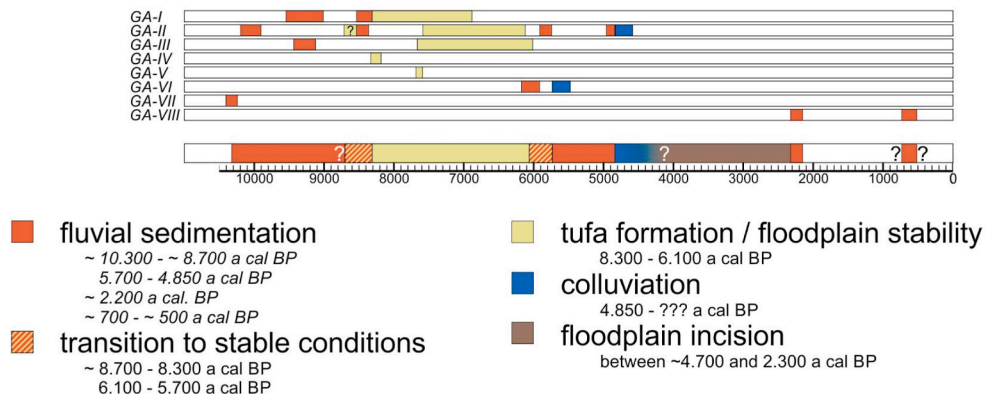 GA-I
GA-II
?
GA-III
GA-IV
GA-V
GA-VI
GA-VII
GA-VIII
? ? ? ?
10000 9000 8000 7000 6000 5000 4000 3000 2000 1000 0
fluvial sedimentation
~ 10.300 - ~ 8.700 a cal BP
5.700 - 4.850 a cal BP
~ 2.200 a cal. BP
~ 700 - ~ 500 a cal BP
transition to stable conditions
~ 8.700 - 8.300 a cal BP
6.100 - 5.700 a cal BP
tufa formation / floodplain stability
8.300 - 6.100 a cal BP
colluviation
4.850 - ??? a cal BP
floodplain incision
between ~4.700 and 2.300 a cal BP